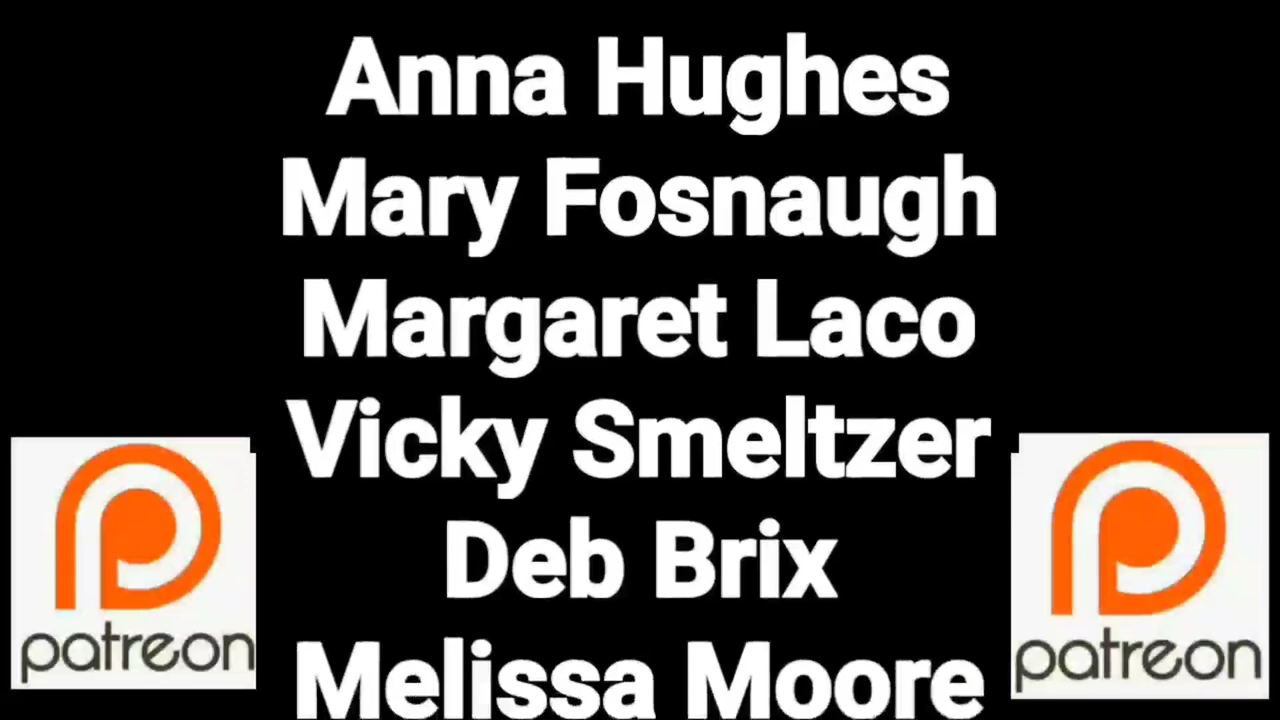 Anna Hughes
Mary Fosnaugh
Margaret Laco
Vicky Smeltzer
Deb Brix
Melissa Moore
patreon
patreon